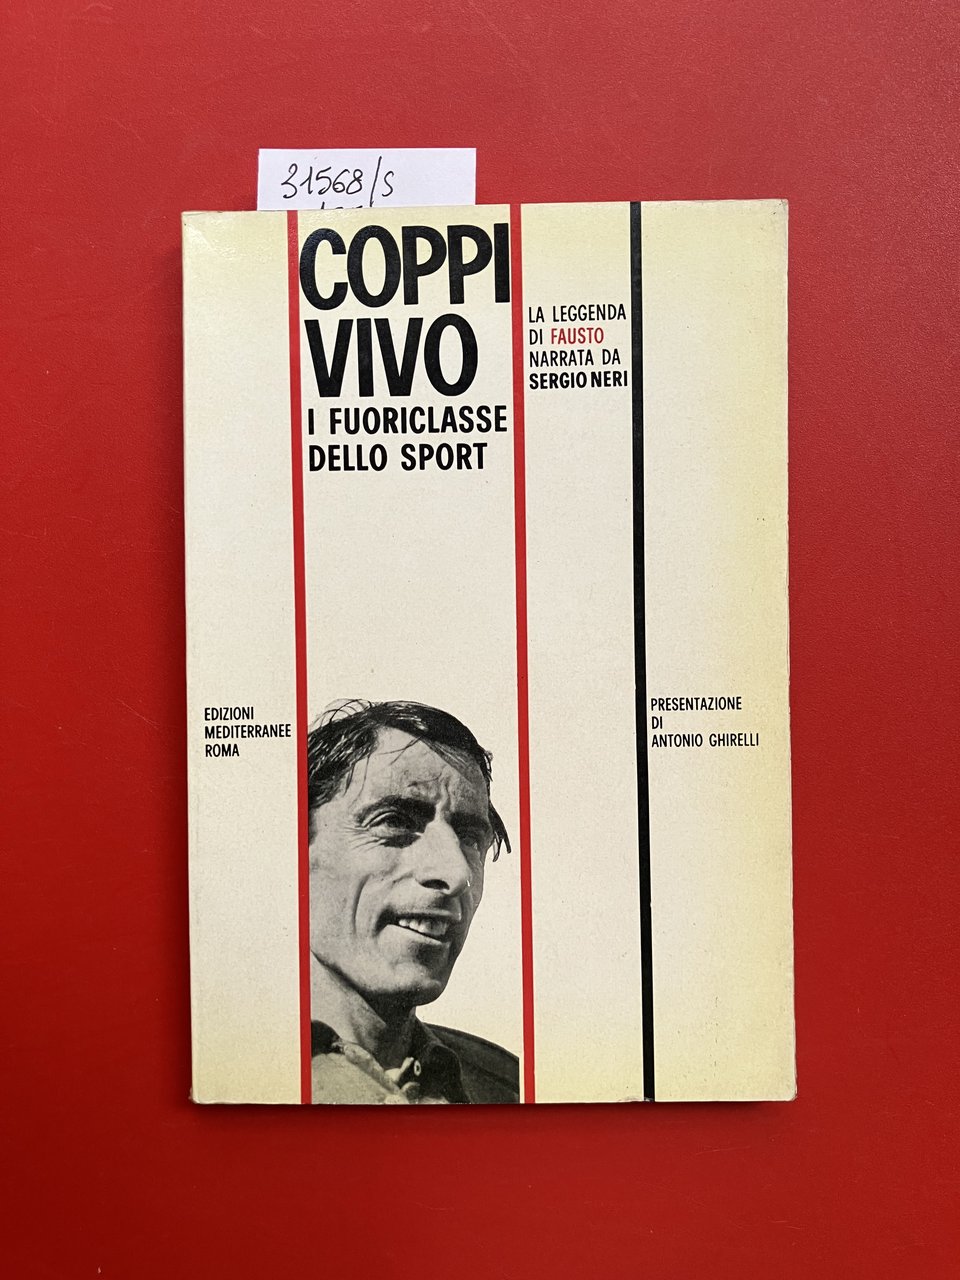 31568/s
COPPI
VIVO
I FUORICLASSE
DELLO SPORT
LA LEGGENDA
DI FAUSTO
NARRATA DA
SERGIO NERI
EDIZIONI
MEDITERRANEE
ROMA
PRESENTAZIONE
DI
ANTONIO GHIRELLI